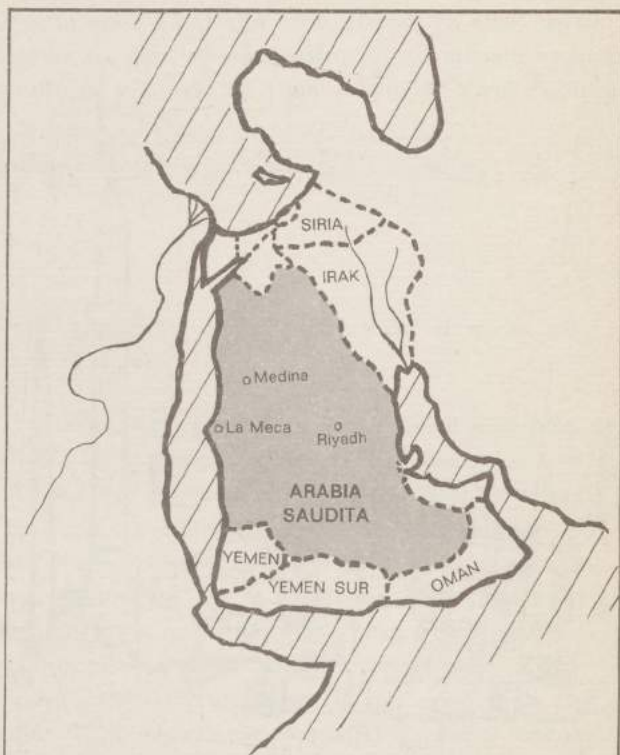 SIRIA
IRAK
Medina
La Meca
Riyadh
ARABIA
SAUDITA
YEMEN
YEMEN SUR
OMAN